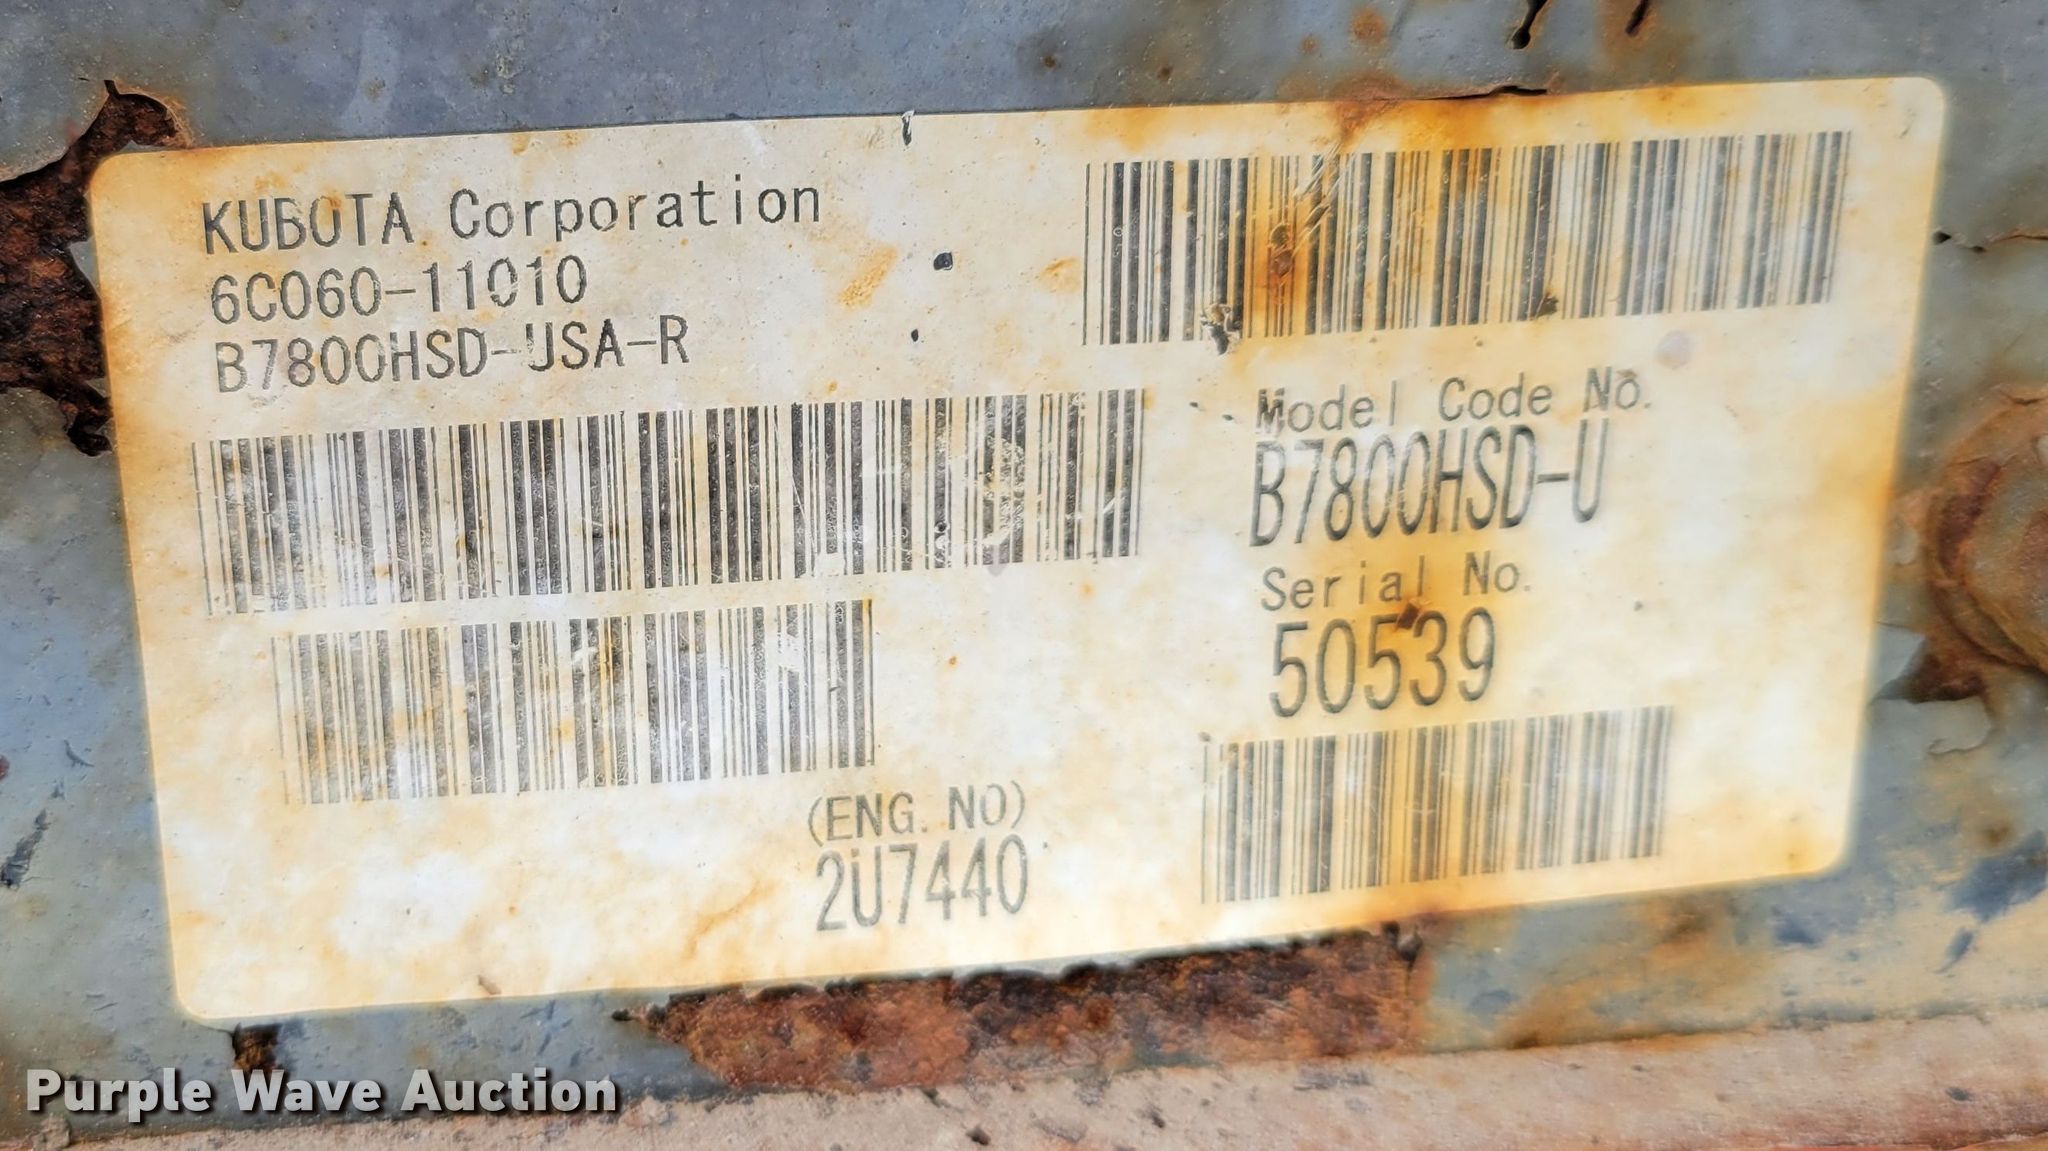 KUBOTA Corporation
6C060-11010
B7800HSD-USA-R
Model Code No.
B7800HSD-U
Serial No.
50539
(ENG. NO)
2U7440
Purple Wave Auction